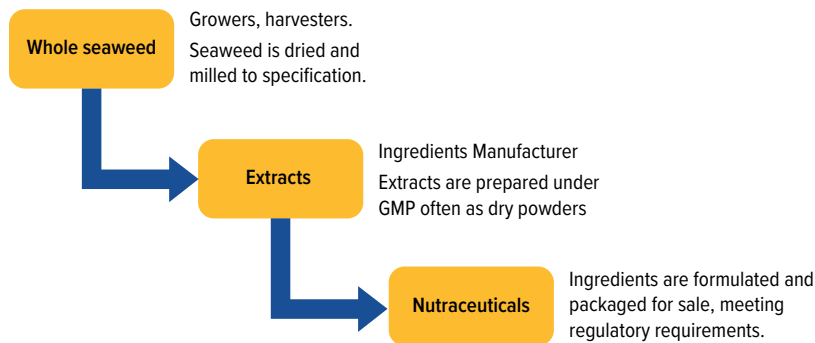 Whole seaweed
Growers, harvesters.
Seaweed is dried and
milled to specification.
Extracts
Ingredients Manufacturer
Extracts are prepared under
GMP often as dry powders
Nutraceuticals
Ingredients are formulated and
packaged for sale, meeting
regulatory requirements.